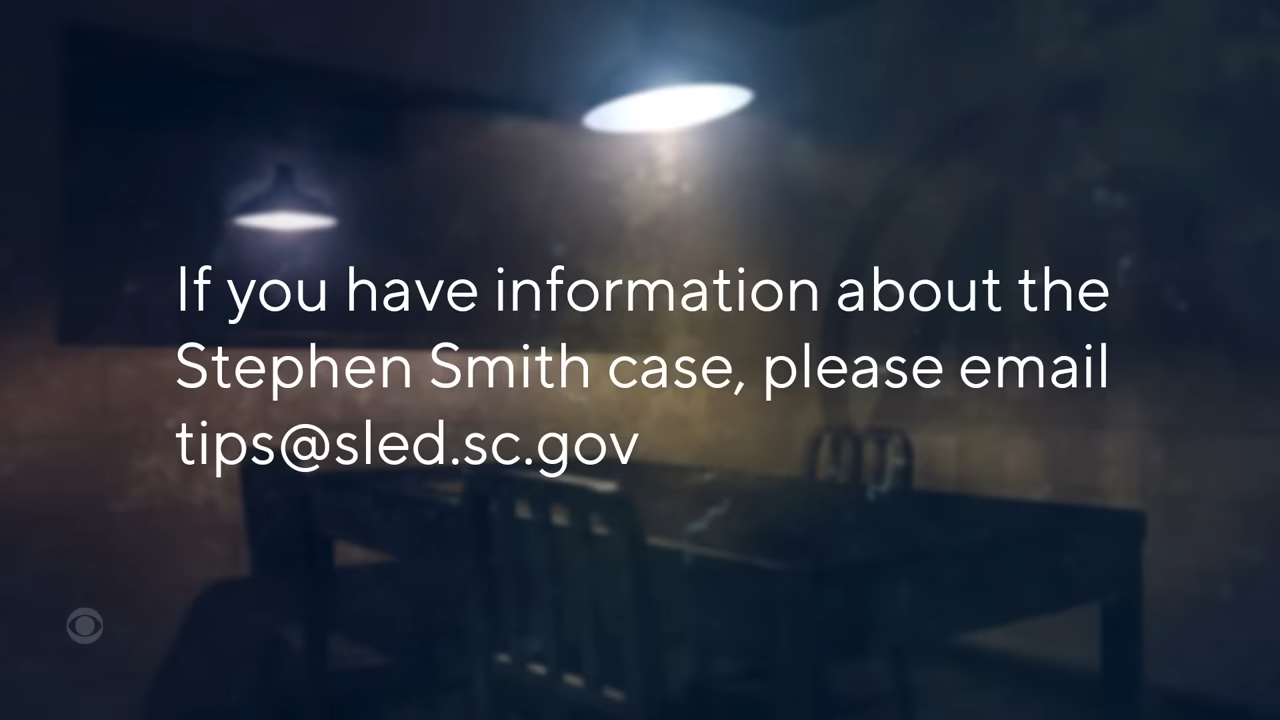 If you have information about the
Stephen Smith case, please email
tips@sled.sc.gov